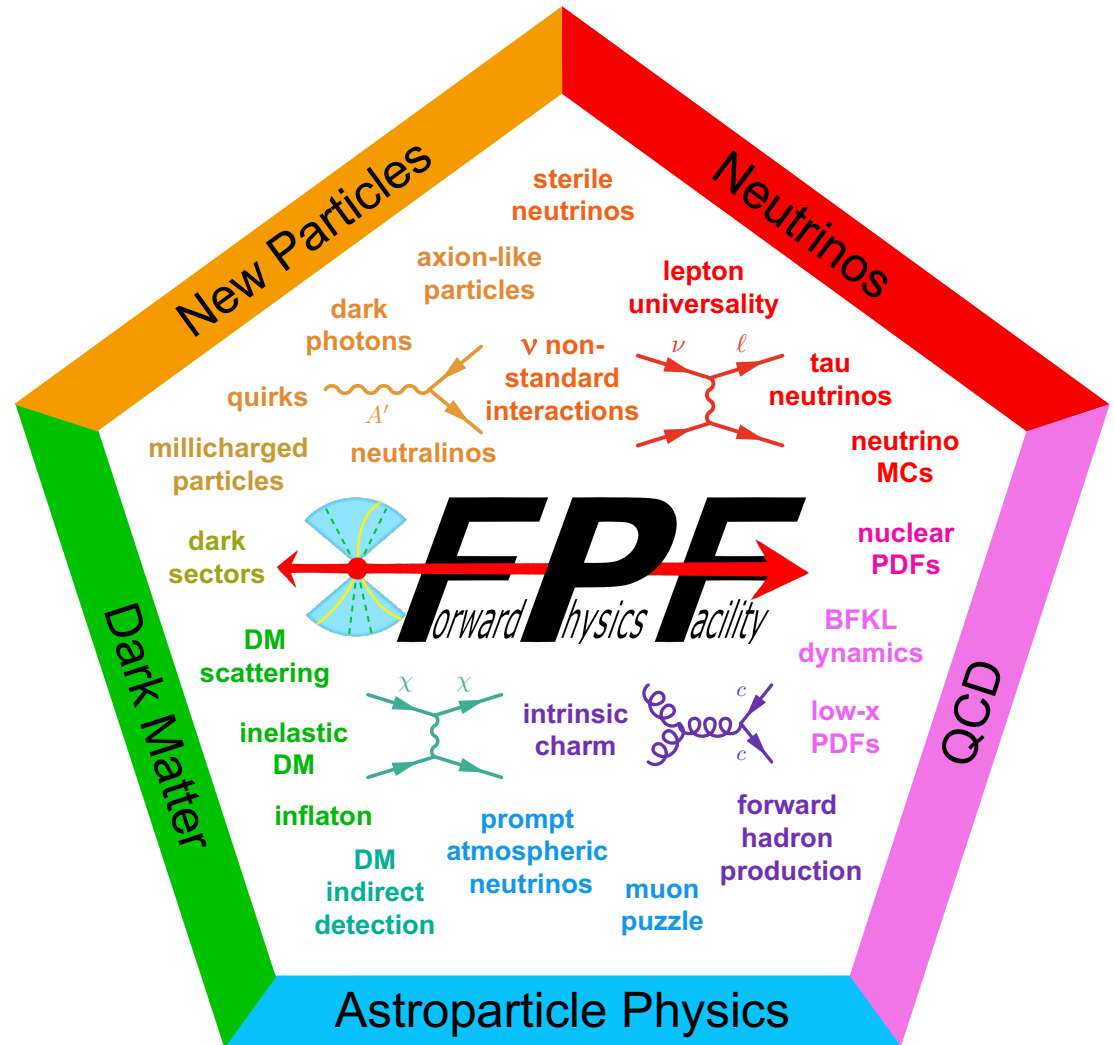 New Particles
Neutrinos
sterile
neutrinos
axion-like
particles
lepton
universality
dark
photons
ν non-
standard
interactions
ν
ℓ
tau
neutrinos
quirks
A′
neutralinos
millicharged
particles
neutrino
MCs
dark
sectors
Forward Physics Facility
nuclear
PDFs
DM
scattering
BFKL
dynamics
Dark Matter
QCD
χ
χ
inelastic
DM
intrinsic
charm
c
c
low-x
PDFs
inflaton
prompt
atmospheric
neutrinos
forward
hadron
production
DM
indirect
detection
muon
puzzle
Astroparticle Physics